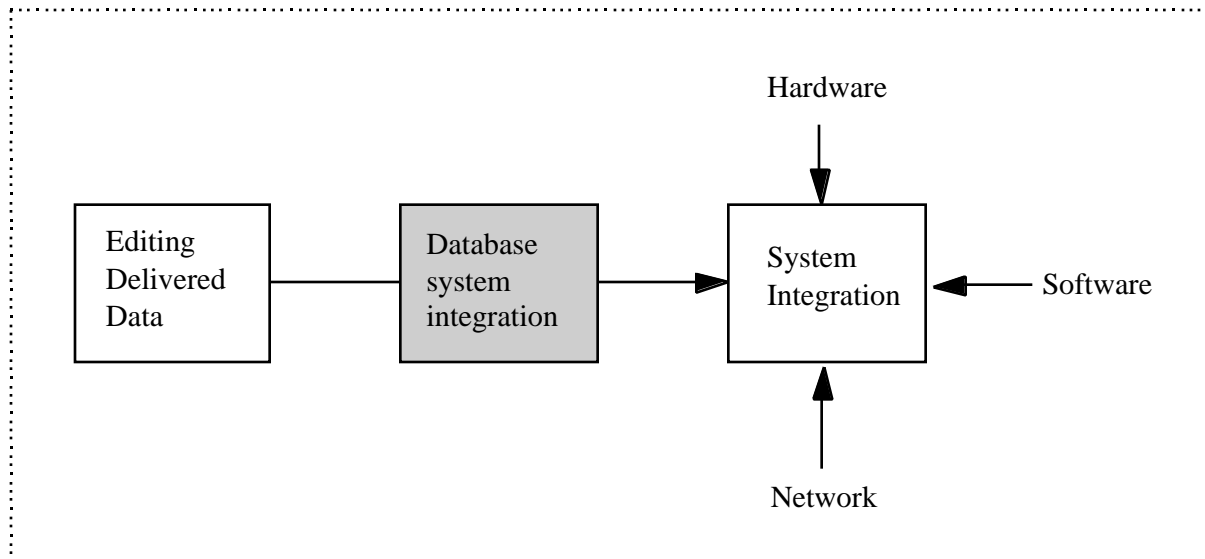 Hardware
Editing
Delivered
Data
Database
system
integration
System
Integration
Software
Network